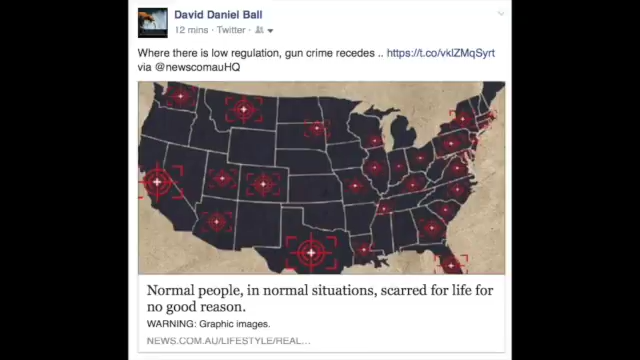 David Daniel Ball
12 mins · Twitter ·
Where there is low regulation, gun crime recedes .. https://t.co/vklZMqSyrt
via @newscomauHQ
Normal people, in normal situations, scarred for life for
no good reason.
WARNING: Graphic images.
NEWS.COM.AU/LIFESTYLE/REAL...